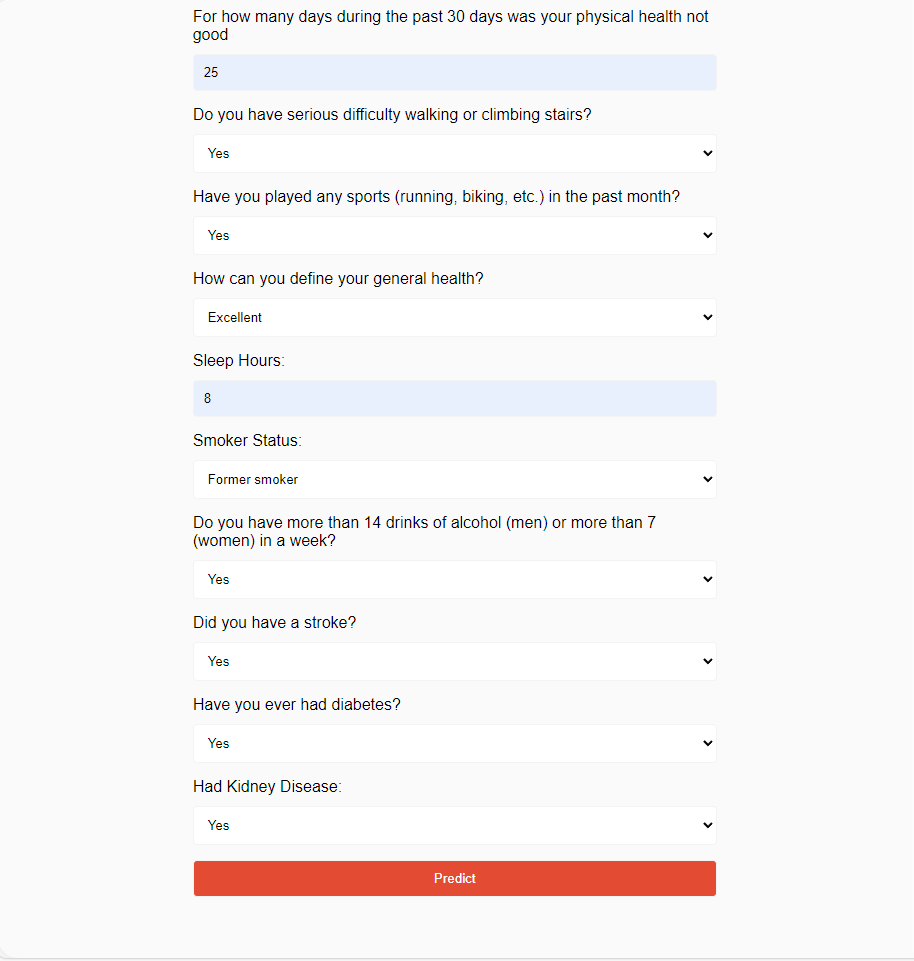 For how many days during the past 30 days was your physical health not
good
25
Do you have serious difficulty walking or climbing stairs?
Yes
Have you played any sports (running, biking, etc.) in the past month?
Yes
How can you define your general health?
Excellent
Sleep Hours:
8
Smoker Status:
Former smoker
Do you have more than 14 drinks of alcohol (men) or more than 7
(women) in a week?
Yes
Did you have a stroke?
Yes
Have you ever had diabetes?
Yes
Had Kidney Disease:
Yes
Predict